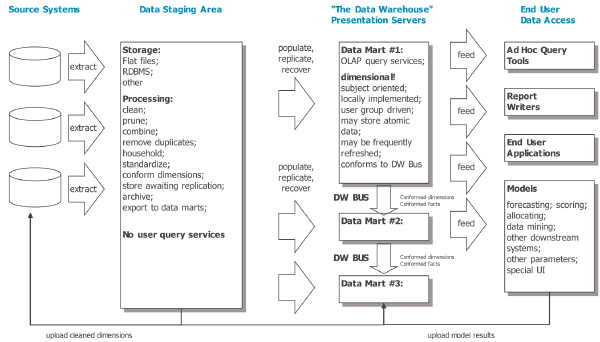 Source Systems
Data Staging Area
"The Data Warehouse"
Presentation Servers
End User
Data Access
extract
extract
extract
Storage:
Flat files;
RDBMS;
other
Processing:
clean;
prune;
combine;
remove duplicates;
household;
standardize;
conform dimensions;
store awaiting replication;
archive;
export to data marts;
No user query services
populate,
replicate,
recover
populate,
replicate,
recover
Data Mart #1:
OLAP query services;
dimensional!
subject oriented;
locally implemented;
user group driven;
may store atomic
data;
may be frequently
refreshed;
conforms to DW Bus
DW BUS
Conformed dimensions
Conformed facts
Data Mart #2:
DW BUS
Conformed dimensions
Conformed facts
Data Mart #3:
feed
feed
feed
feed
Ad Hoc Query
Tools
Report
Writers
End User
Applications
Models
forecasting; scoring;
allocating;
data mining;
other downstream
systems;
other parameters;
special UI
upload cleaned dimensions
upload model results